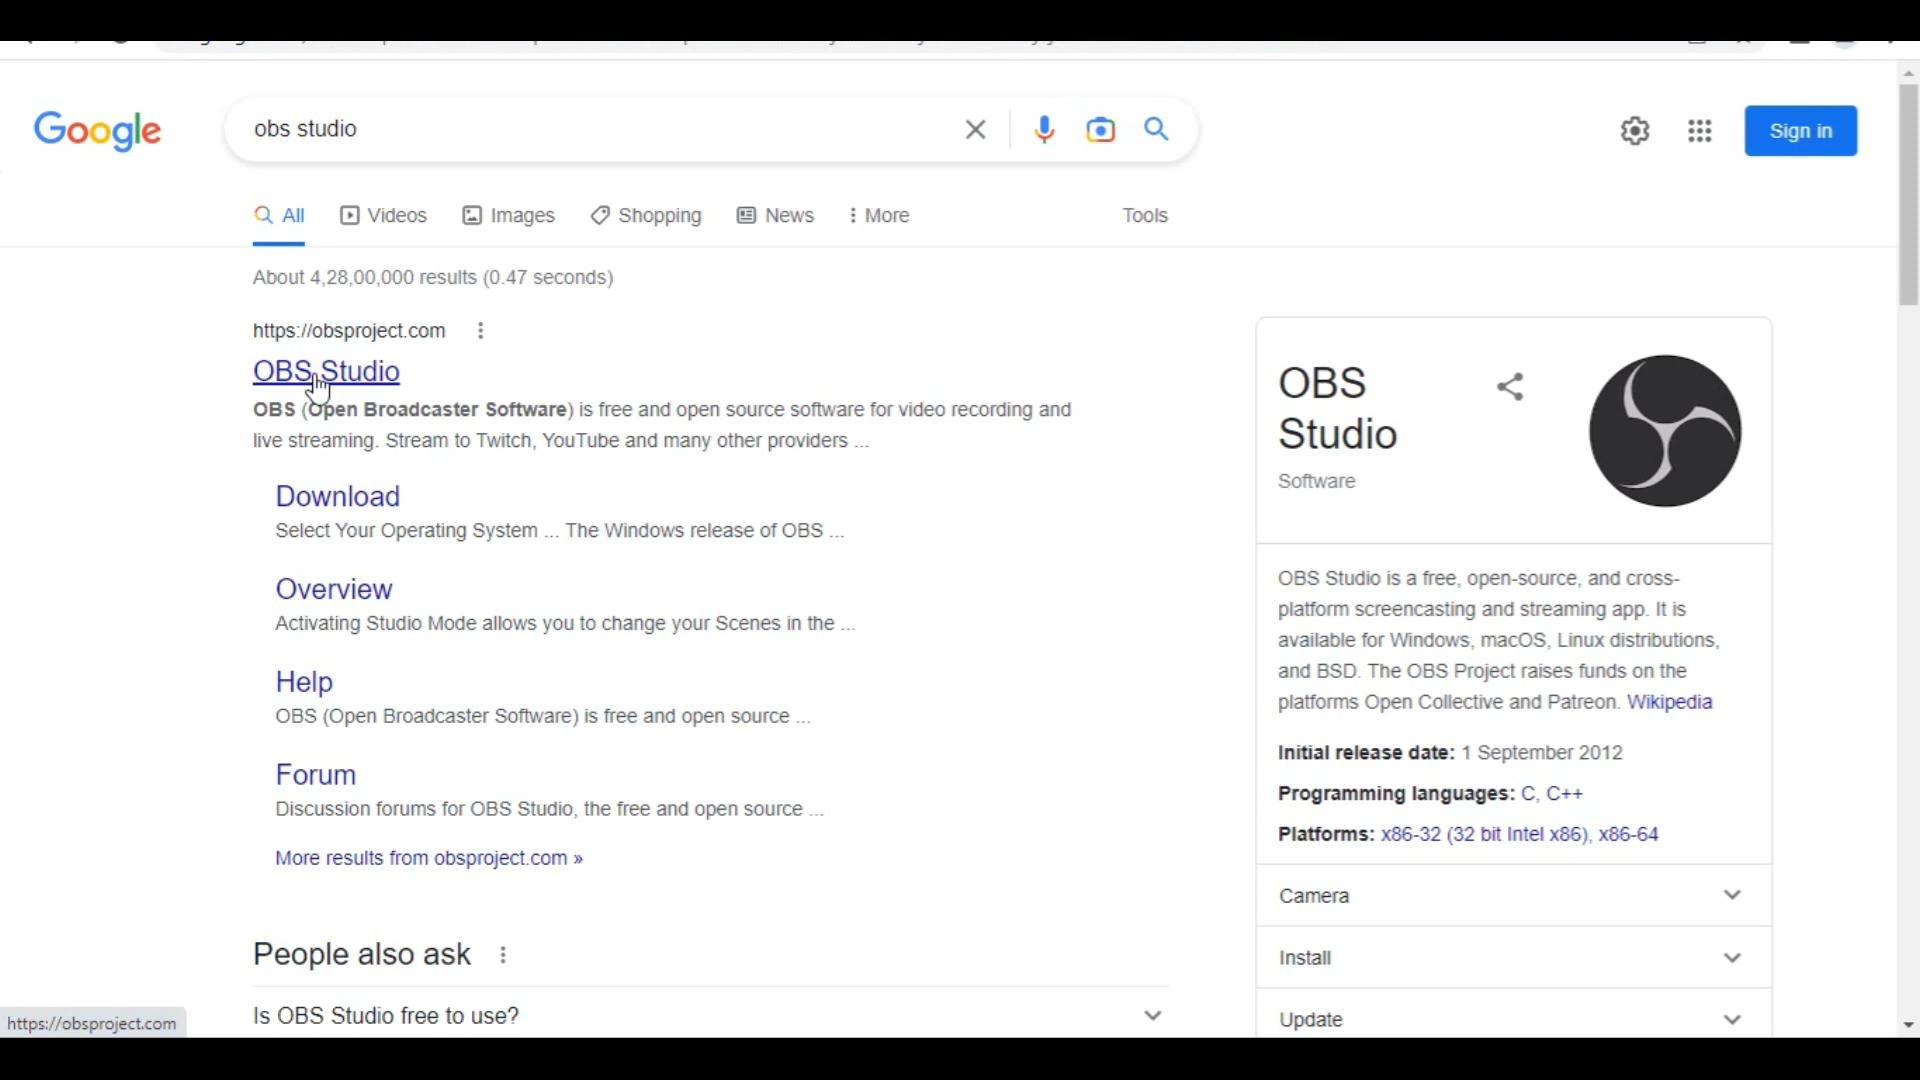 Google
obs studio
Sign in
All
Videos
Images
Shopping
News
More
Tools
About 4,28,00,000 results (0.47 seconds)
https://obsproject.com
OBS Studio
OBS (Open Broadcaster Software) is free and open source software for video recording and
live streaming. Stream to Twitch, YouTube and many other providers ...
Download
Select Your Operating System ... The Windows release of OBS ...
Overview
Activating Studio Mode allows you to change your Scenes in the ...
Help
OBS (Open Broadcaster Software) is free and open source ...
Forum
Discussion forums for OBS Studio, the free and open source ...
More results from obsproject.com »
People also ask
Is OBS Studio free to use?
https://obsproject.com
OBS
Studio
Software
OBS Studio is a free, open-source, and cross-
platform screencasting and streaming app. It is
available for Windows, macOS, Linux distributions,
and BSD. The OBS Project raises funds on the
platforms Open Collective and Patreon. Wikipedia
Initial release date: 1 September 2012
Programming languages: C, C++
Platforms: x86-32 (32 bit Intel x86), x86-64
Camera
Install
Update